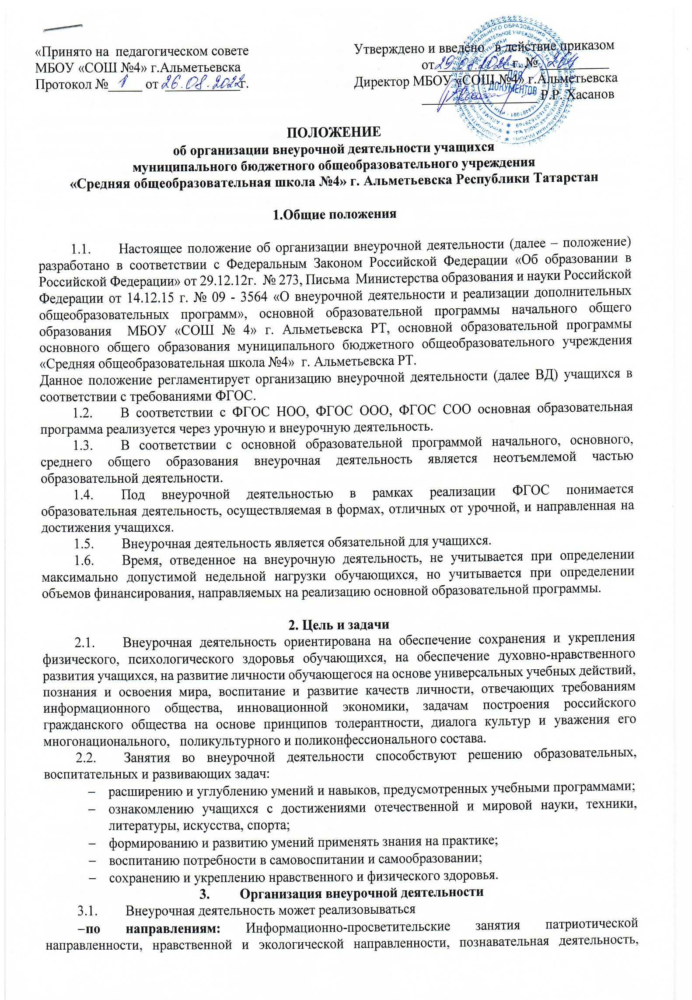 «Принято на педагогическом совете
МБОУ «СОШ №4» г.Альметьевска
Протокол № 1 от 26.08.2022г.
Утверждено и введено в действие приказом
от 29.08.2022 г. №
Директор МБОУ «СОШ №4» г.Альметьевска
Р.Р. Хасанов
ДЛЯ
ДОКУМЕНТОВ
ПОЛОЖЕНИЕ
об организации внеурочной деятельности учащихся
муниципального бюджетного общеобразовательного учреждения
«Средняя общеобразовательная школа №4» г. Альметьевска Республики Татарстан
1.Общие положения
1.1. Настоящее положение об организации внеурочной деятельности (далее – положение)
разработано в соответствии с Федеральным Законом Российской Федерации «Об образовании в
Российской Федерации» от 29.12.12г. № 273, Письма Министерства образования и науки Российской
Федерации от 14.12.15 г. № 09 - 3564 «О внеурочной деятельности и реализации дополнительных
общеобразовательных программ», основной образовательной программы начального общего
образования МБОУ «СОШ № 4» г. Альметьевска РТ, основной образовательной программы
основного общего образования муниципального бюджетного общеобразовательного учреждения
«Средняя общеобразовательная школа №4» г. Альметьевска РТ.
Данное положение регламентирует организацию внеурочной деятельности (далее ВД) учащихся в
соответствии с требованиями ФГОС.
1.2. В соответствии с ФГОС НОО, ФГОС ООО, ФГОС СОО основная образовательная
программа реализуется через урочную и внеурочную деятельность.
1.3. В соответствии с основной образовательной программой начального, основного,
среднего общего образования внеурочная деятельность является неотъемлемой частью
образовательной деятельности.
1.4. Под внеурочной деятельностью в рамках реализации ФГОС понимается
образовательная деятельность, осуществляемая в формах, отличных от урочной, и направленная на
достижения учащихся.
1.5. Внеурочная деятельность является обязательной для учащихся.
1.6. Время, отведенное на внеурочную деятельность, не учитывается при определении
максимально допустимой недельной нагрузки обучающихся, но учитывается при определении
объемов финансирования, направляемых на реализацию основной образовательной программы.
2. Цель и задачи
2.1. Внеурочная деятельность ориентирована на обеспечение сохранения и укрепления
физического, психологического здоровья обучающихся, на обеспечение духовно-нравственного
развития учащихся, на развитие личности обучающегося на основе универсальных учебных действий,
познания и освоения мира, воспитание и развитие качеств личности, отвечающих требованиям
информационного общества, инновационной экономики, задачам построения российского
гражданского общества на основе принципов толерантности, диалога культур и уважения его
многонационального, поликультурного и поликонфессионального состава.
2.2. Занятия во внеурочной деятельности способствуют решению образовательных,
воспитательных и развивающих задач:
– расширению и углублению умений и навыков, предусмотренных учебными программами;
– ознакомлению учащихся с достижениями отечественной и мировой науки, техники,
литературы, искусства, спорта;
– формированию и развитию умений применять знания на практике;
– воспитанию потребности в самовоспитании и самообразовании;
– сохранению и укреплению нравственного и физического здоровья.
3. Организация внеурочной деятельности
3.1. Внеурочная деятельность может реализовываться
–по направлениям: Информационно-просветительские занятия патриотической
направленности, нравственной и экологической направленности, познавательная деятельность,